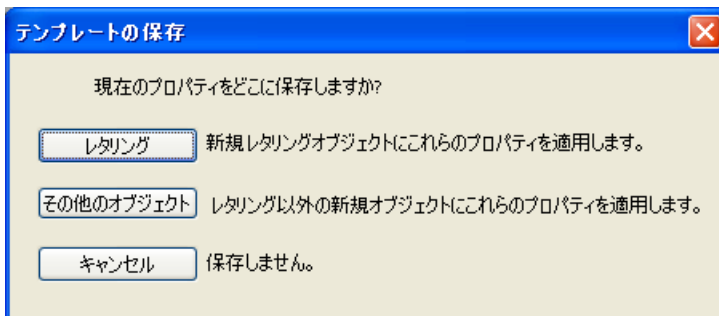 テンプレートの保存
現在のプロパティをどこに保存しますか?
レタリング 新規レタリングオブジェクトにこれらのプロパティを適用します。
その他のオブジェクト レタリング以外の新規オブジェクトにこれらのプロパティを適用します。
キャンセル 保存しません。